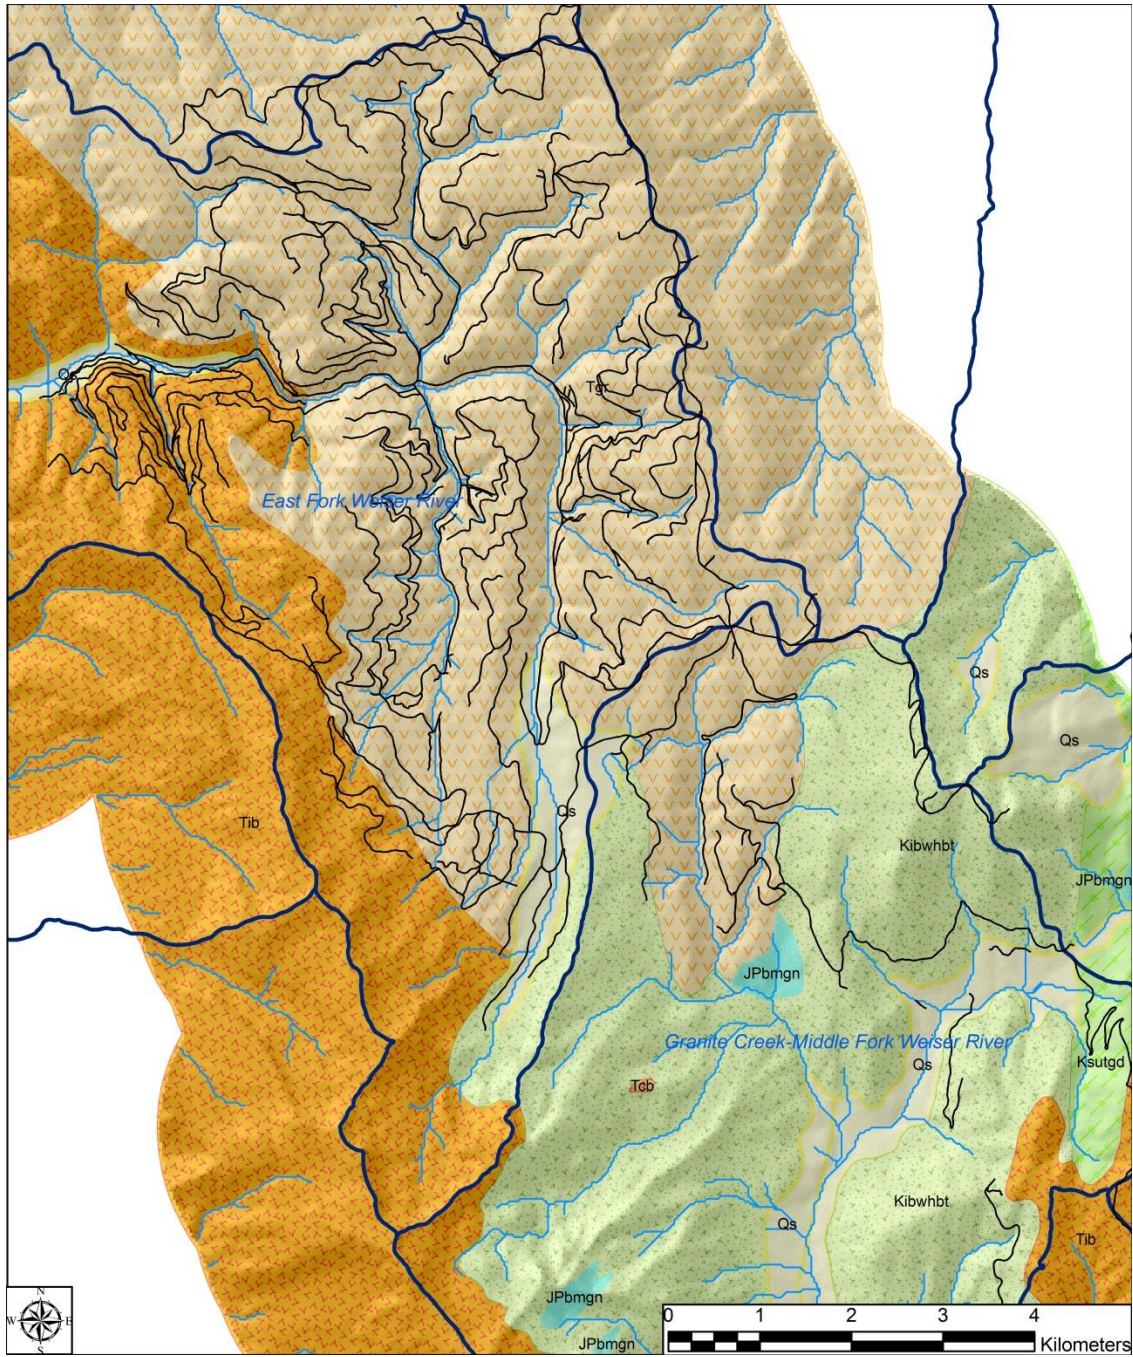 Tgr
East Fork Weiser River
Qs
Qs
Qs
Tib
Kibwhbt
JPbmgn
JPbmgn
Granite Creek-Middle Fork Weiser River
Qs
Ksutgd
Tcb
Kibwhbt
Qs
Tib
JPbmgn
JPbmgn
N
W E
S
0 1 2 3 4
Kilometers